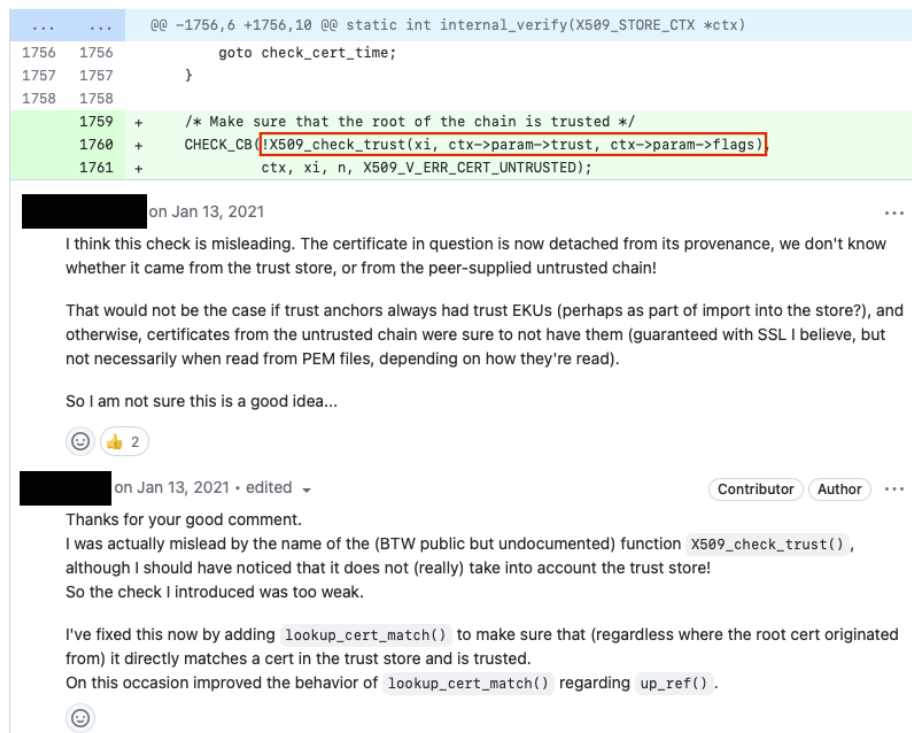 ... ... @@ -1756,6 +1756,10 @@ static int internal_verify(X509_STORE_CTX *ctx)
1756 1756 goto check_cert_time;
1757 1757 }
1758 1758
1759 + /* Make sure that the root of the chain is trusted */
1760 + CHECK_CB(!X509_check_trust(xi, ctx->param->trust, ctx->param->flags),
1761 + ctx, xi, n, X509_V_ERR_CERT_UNTRUSTED);
on Jan 13, 2021 ...
I think this check is misleading. The certificate in question is now detached from its provenance, we don't know
whether it came from the trust store, or from the peer-supplied untrusted chain!
That would not be the case if trust anchors always had trust EKUs (perhaps as part of import into the store?), and
otherwise, certificates from the untrusted chain were sure to not have them (guaranteed with SSL I believe, but
not necessarily when read from PEM files, depending on how they're read).
So I am not sure this is a good idea...
👍 2
on Jan 13, 2021 • edited Contributor Author ...
Thanks for your good comment.
I was actually mislead by the name of the (BTW public but undocumented) function X509_check_trust() ,
although I should have noticed that it does not (really) take into account the trust store!
So the check I introduced was too weak.
I've fixed this now by adding lookup_cert_match() to make sure that (regardless where the root cert originated
from) it directly matches a cert in the trust store and is trusted.
On this occasion improved the behavior of lookup_cert_match() regarding up_ref() .